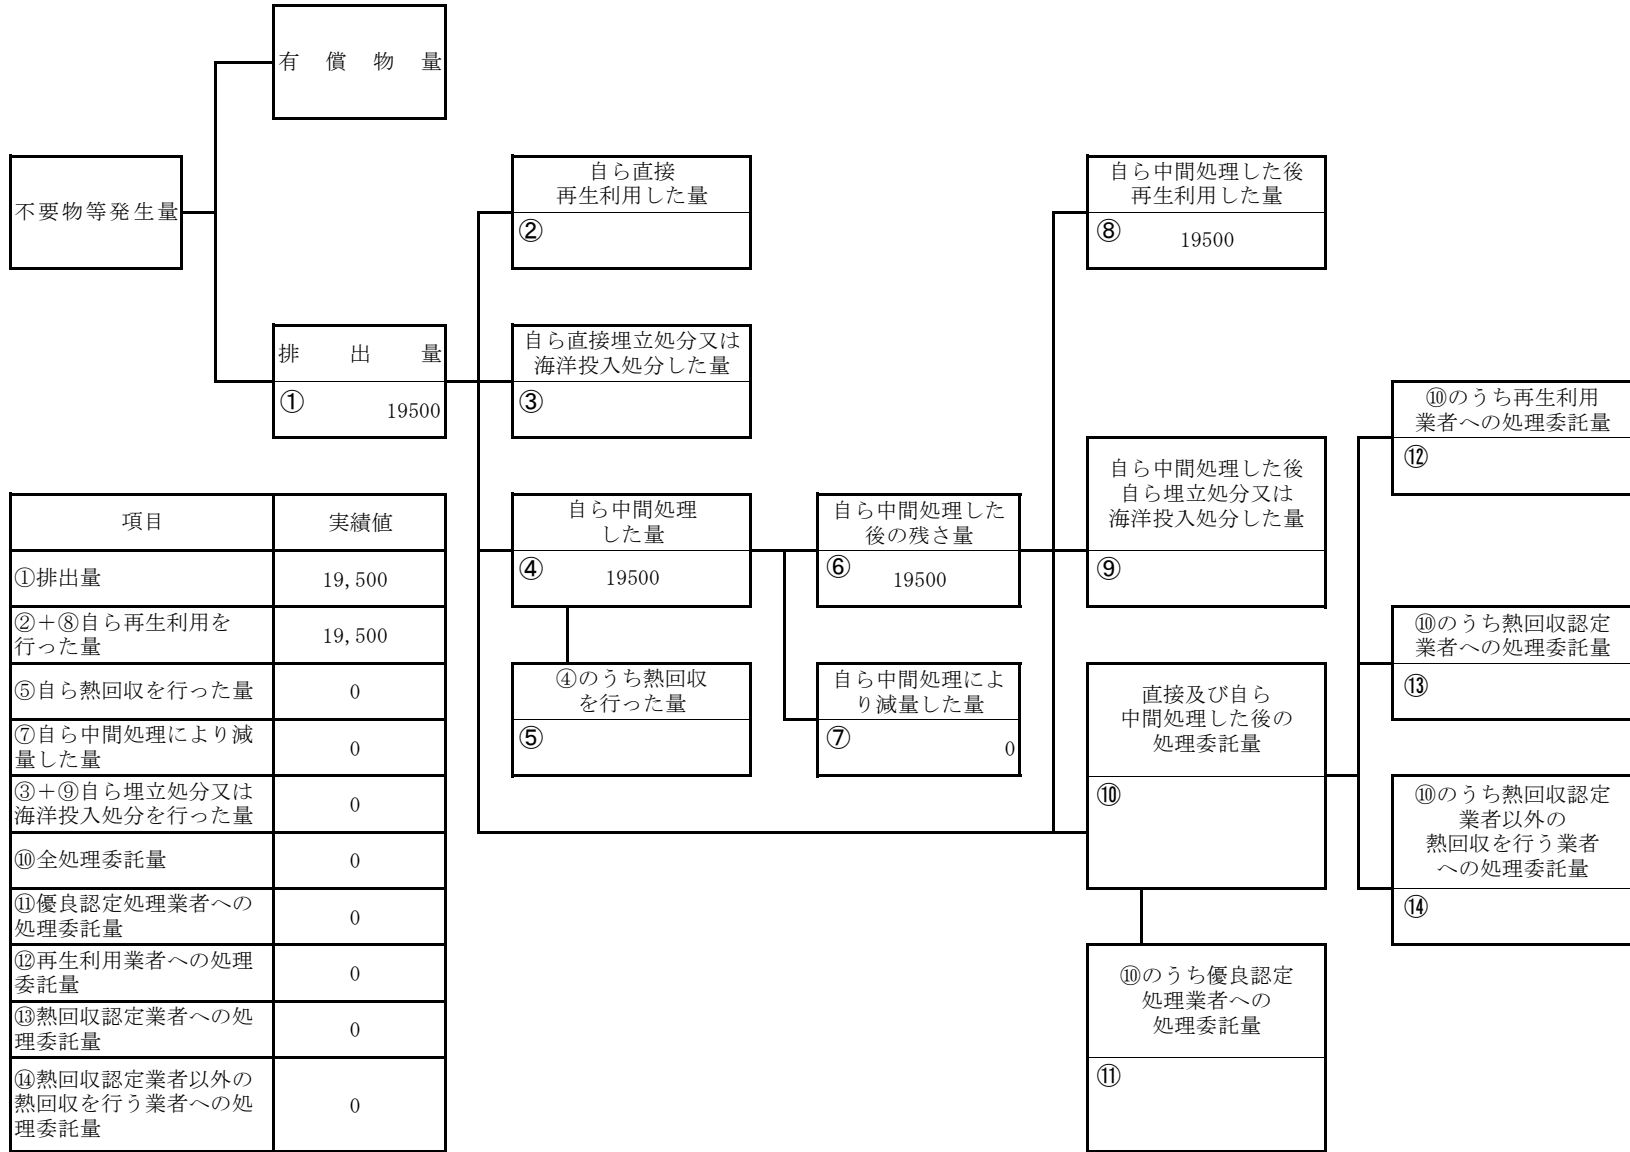 有償物量
不要物等発生量
自ら直接
再生利用した量
②
自ら中間処理した後
再生利用した量
⑧ 19500
排出量
① 19500
自ら直接埋立処分又は
海洋投入処分した量
③
⑩のうち再生利用
業者への処理委託量
⑫
自ら中間処理した後
自ら埋立処分又は
海洋投入処分した量
⑨
自ら中間処理
した量
④ 19500
自ら中間処理した
後の残さ量
⑥ 19500
④のうち熱回収
を行った量
⑤
自ら中間処理によ
り減量した量
⑦ 0
直接及び自ら
中間処理した後の
処理委託量
⑩
⑩のうち熱回収認定
業者への処理委託量
⑬
⑩のうち熱回収認定
業者以外の
熱回収を行う業者
への処理委託量
⑭
⑩のうち優良認定
処理業者への
処理委託量
⑪
項目 実績値
①排出量 19,500
②＋⑧自ら再生利用を
行った量 19,500
⑤自ら熱回収を行った量 0
⑦自ら中間処理により減
量した量 0
③＋⑨自ら埋立処分又は
海洋投入処分を行った量 0
⑩全処理委託量 0
⑪優良認定処理業者への
処理委託量 0
⑫再生利用業者への処理
委託量 0
⑬熱回収認定業者への処
理委託量 0
⑭熱回収認定業者以外の
熱回収を行う業者への処
理委託量 0